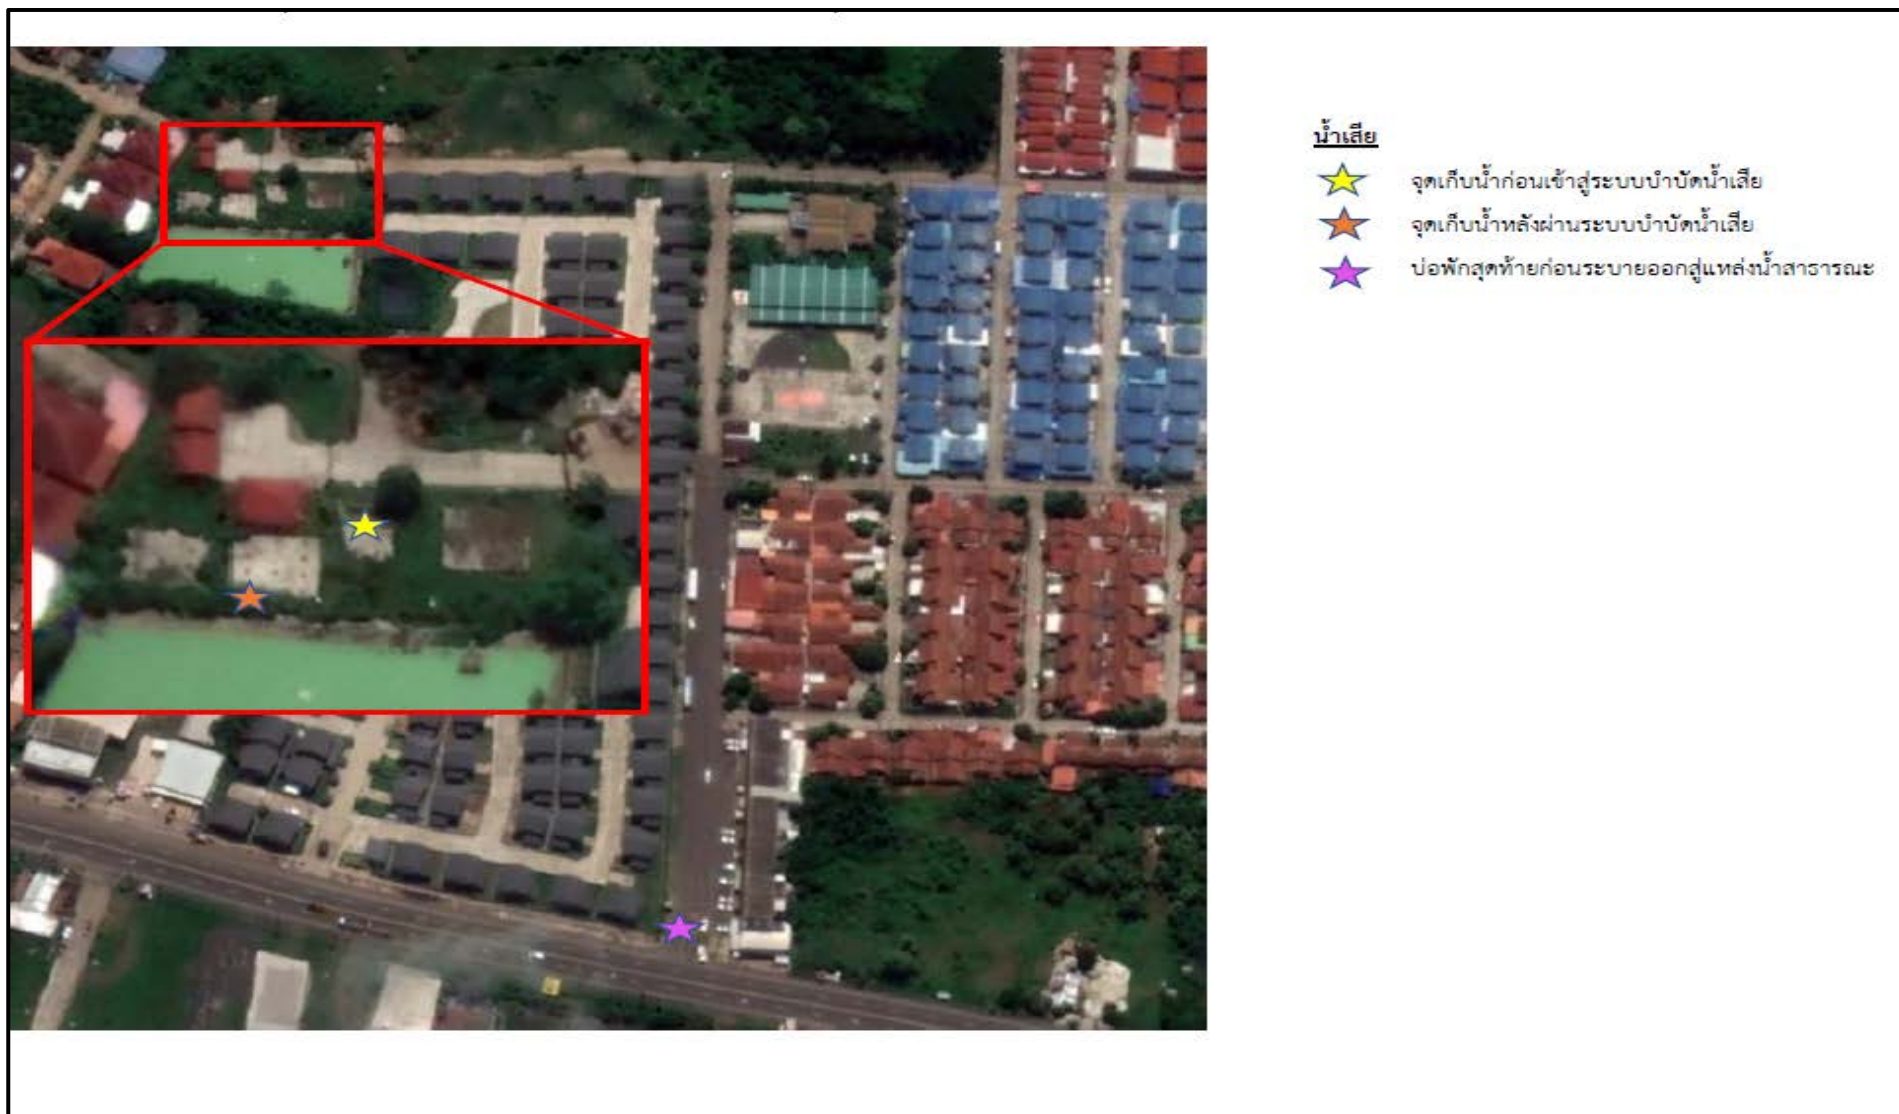 น้ำเสีย
จุดเก็บน้ำก่อนเข้าสู่ระบบบำบัดน้ำเสีย
จุดเก็บน้ำหลังผ่านระบบบำบัดน้ำเสีย
บ่อพักสุดท้ายก่อนระบายออกสู่แหล่งน้ำสาธารณะ